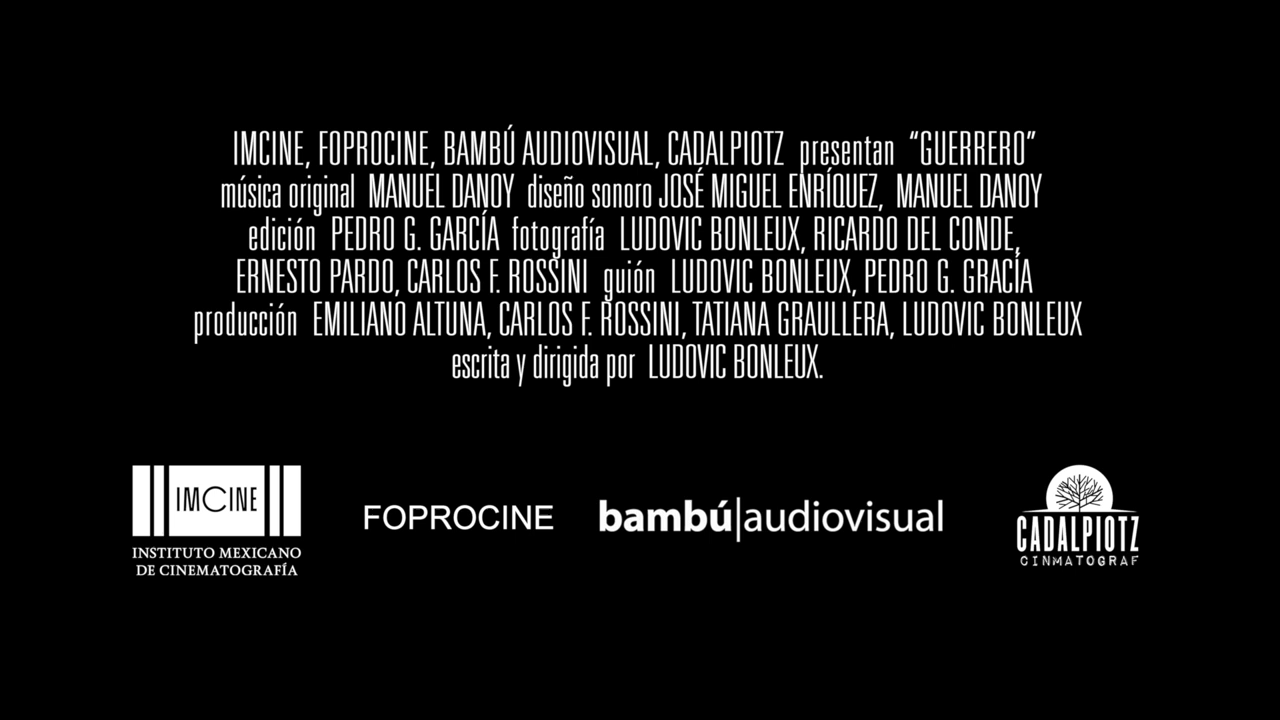 IMCINE, FOPROCINE, BAMBÚ AUDIOVISUAL, CADALPIOTZ presentan “GUERRERO”
música original MANUEL DANOY diseño sonoro JOSÉ MIGUEL ENRÍQUEZ, MANUEL DANOY
edición PEDRO G. GARCÍA fotografía LUDOVIC BONLEUX, RICARDO DEL CONDE,
ERNESTO PARDO, CARLOS F. ROSSINI guión LUDOVIC BONLEUX, PEDRO G. GRACÍA
producción EMILIANO ALTUNA, CARLOS F. ROSSINI, TATIANA GRAULLERA, LUDOVIC BONLEUX
escrita y dirigida por LUDOVIC BONLEUX.
IMCINE
INSTITUTO MEXICANO
DE CINEMATOGRAFÍA
FOPROCINE
bambú|audiovisual
CADALPIOTZ
CINMATOGRAF